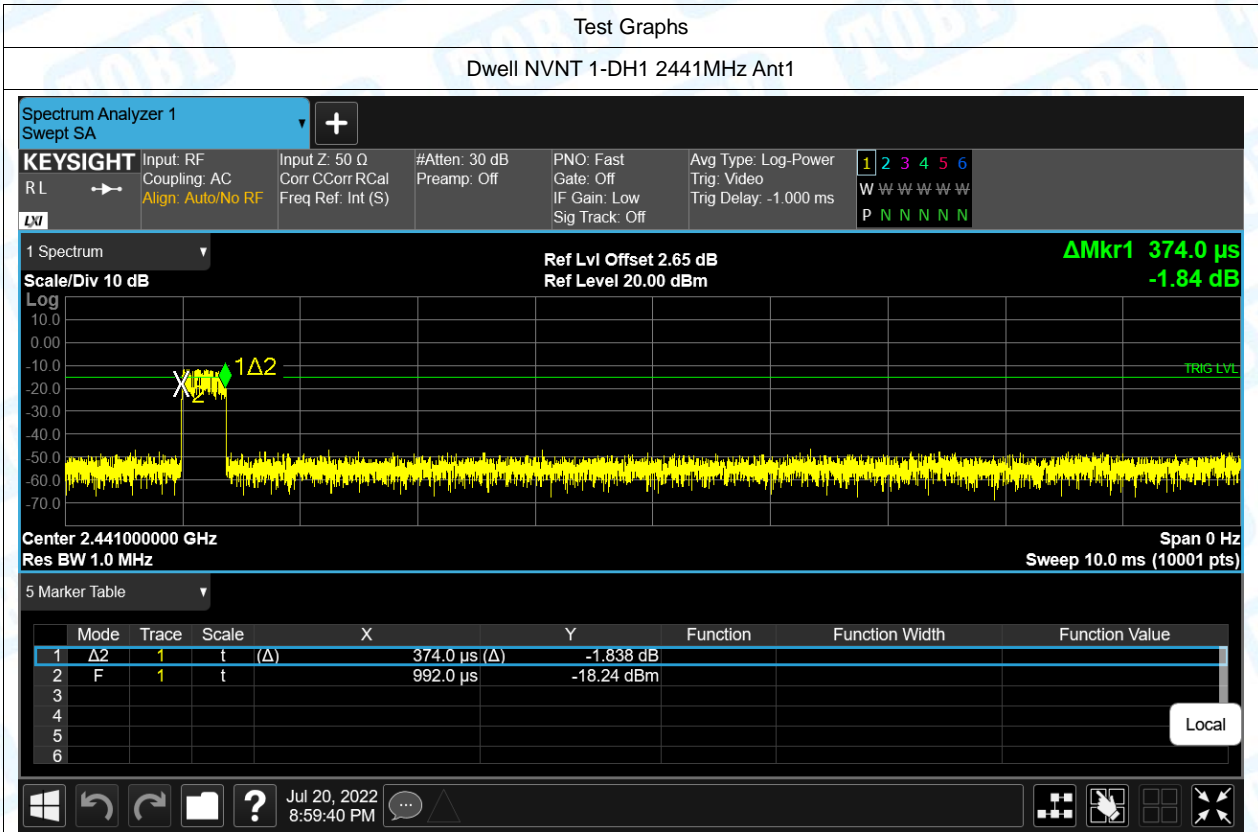 Test Graphs
Dwell NVNT 1-DH1 2441MHz Ant1
Spectrum Analyzer 1
Swept SA
KEYSIGHT
RL
LXI
Input: RF
Coupling: AC
Align: Auto/No RF
Input Z: 50 Ω
Corr CCorr RCal
Freq Ref: Int (S)
#Atten: 30 dB
Preamp: Off
PNO: Fast
Gate: Off
IF Gain: Low
Sig Track: Off
Avg Type: Log-Power
Trig: Video
Trig Delay: -1.000 ms
1 2 3 4 5 6
W W W W W W
P N N N N N
1 Spectrum
Scale/Div 10 dB
Ref Lvl Offset 2.65 dB
Ref Level 20.00 dBm
ΔMkr1 374.0 µs
-1.84 dB
Log
10.0
0.00
-10.0
-20.0
-30.0
-40.0
-50.0
-60.0
-70.0
1Δ2
2
TRIG LVL
Center 2.441000000 GHz
Res BW 1.0 MHz
Span 0 Hz
Sweep 10.0 ms (10001 pts)
5 Marker Table
Mode Trace Scale X Y Function Function Width Function Value
1 Δ2 1 t (Δ) 374.0 µs (Δ) -1.838 dB
2 F 1 t 992.0 µs -18.24 dBm
3
4
5
6
Local
?
Jul 20, 2022
8:59:40 PM
TOBY